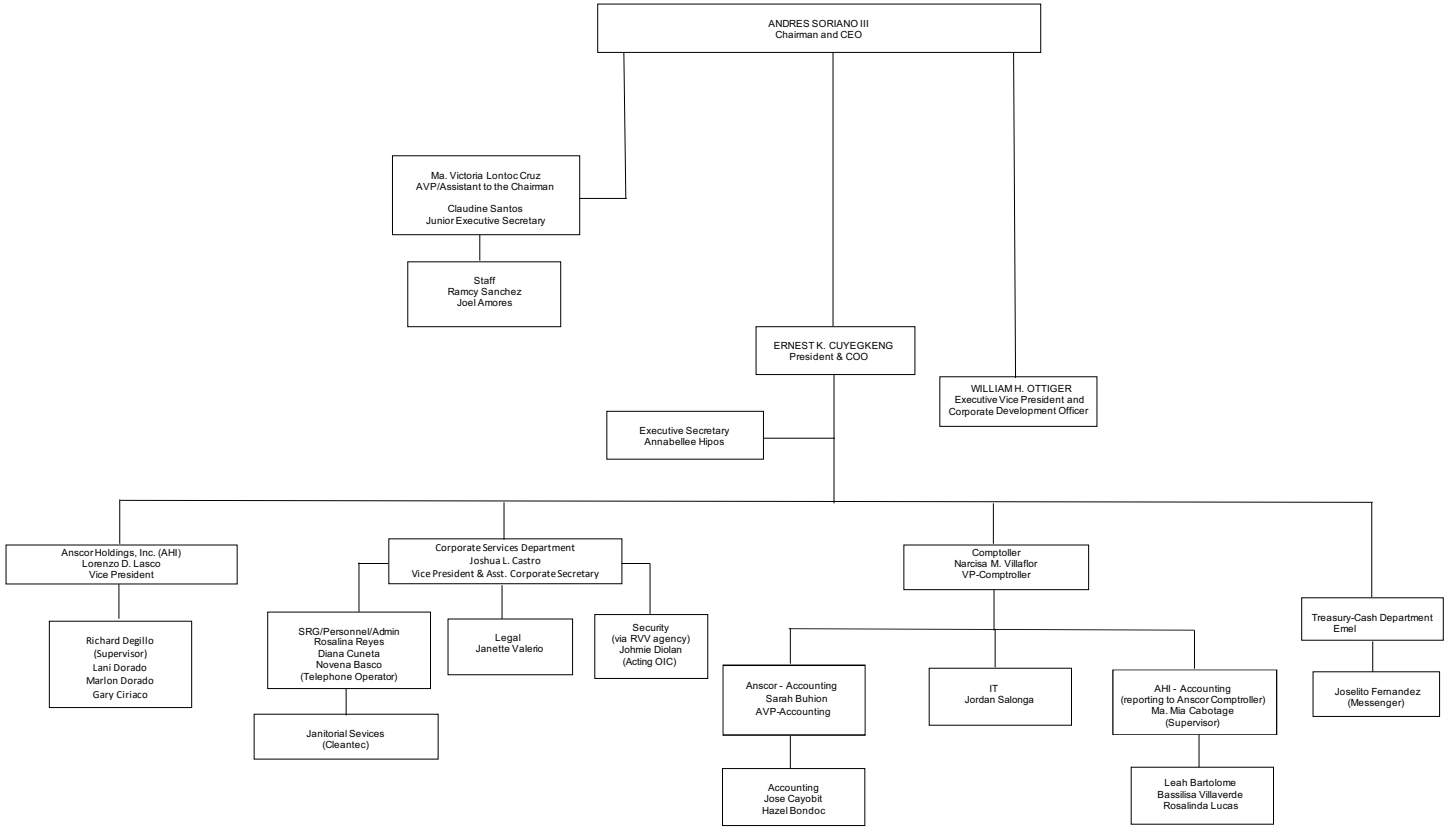 ANDRES SORIANO III
Chairman and CEO
Ma. Victoria Lontoc Cruz
AVP/Assistant to the Chairman
Claudine Santos
Junior Executive Secretary
Staff
Ramcy Sanchez
Joel Amores
ERNEST K. CUYEGKENG
President & COO
WILLIAM H. OTTIGER
Executive Vice President and
Corporate Development Officer
Executive Secretary
Annabellee Hipos
Anscor Holdings, Inc. (AHI)
Lorenzo D. Lasco
Vice President
Corporate Services Department
Joshua L. Castro
Vice President & Asst. Corporate Secretary
Comptoller
Narcisa M. Villaflor
VP-Comptroller
Treasury-Cash Department
Emel
Richard Degillo
(Supervisor)
Lani Dorado
Marlon Dorado
Gary Ciriaco
SRG/Personnel/Admin
Rosalina Reyes
Diana Cuneta
Novena Basco
(Telephone Operator)
Legal
Janette Valerio
Security
(via RVV agency)
Johmie Diolan
(Acting OIC)
Anscor - Accounting
Sarah Buhion
AVP-Accounting
IT
Jordan Salonga
AHI - Accounting
(reporting to Anscor Comptroller)
Ma. Mia Cabotage
(Supervisor)
Joselito Fernandez
(Messenger)
Janitorial Sevices
(Cleantec)
Accounting
Jose Cayobit
Hazel Bondoc
Leah Bartolome
Bassilisa Villaverde
Rosalinda Lucas